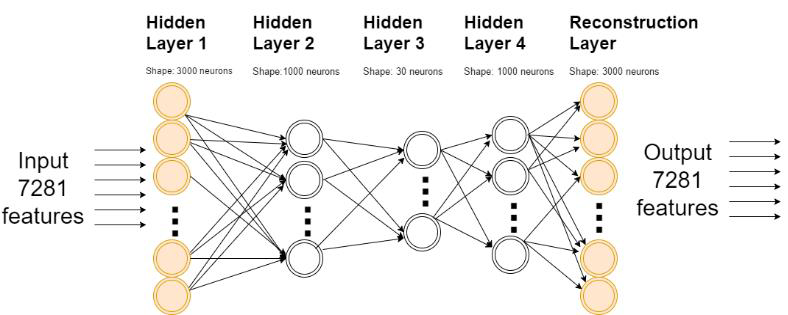 Hidden
Layer 1
Shape: 3000 neurons
Hidden
Layer 2
Shape:1000 neurons
Hidden
Layer 3
Shape: 30 neurons
Hidden
Layer 4
Shape: 1000 neurons
Reconstruction
Layer
Shape: 3000 neurons
Input
7281
features
Output
7281
features